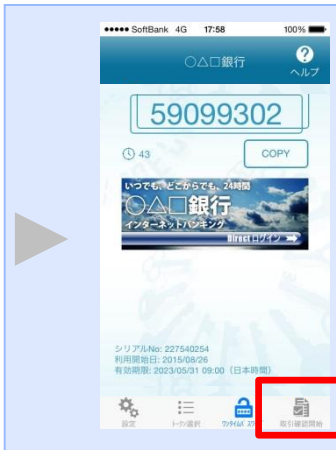 ●●●●● SoftBank 4G 17:58 100%
○△□銀行
?
ヘルプ
59099302
43
COPY
いつでも、どこからでも、24時間
○△□銀行
インターネットバンキング
Directログイン
シリアルNo: 227540254
利用開始日: 2015/08/26
有効期限: 2023/05/31 09:00（日本時間）
設定
トークン選択
ワンタイムパスワード
取引確認開始